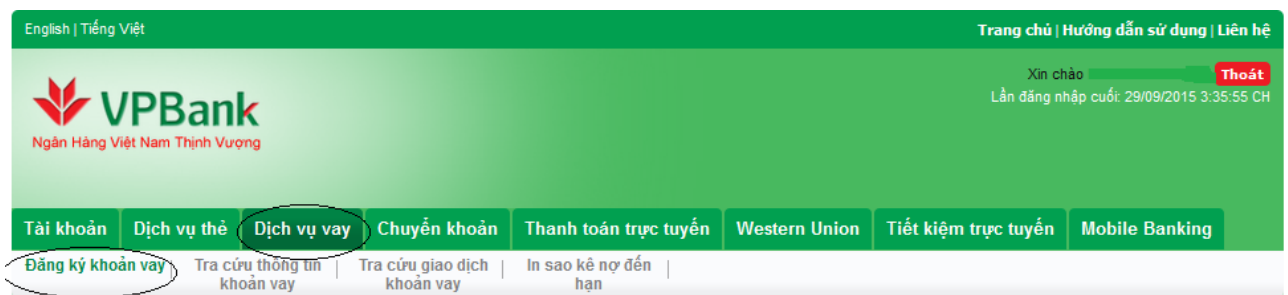 English | Tiếng Việt
Trang chủ | Hướng dẫn sử dụng | Liên hệ
Xin chào
Thoát
Lần đăng nhập cuối: 29/09/2015 3:35:55 CH
VPBank
Ngân Hàng Việt Nam Thịnh Vượng
Tài khoản Dịch vụ thẻ Dịch vụ vay Chuyển khoản Thanh toán trực tuyến Western Union Tiết kiệm trực tuyến Mobile Banking
Đăng ký khoản vay | Tra cứu thông tin | Tra cứu giao dịch | In sao kê nợ đến |
khoản vay khoản vay hạn